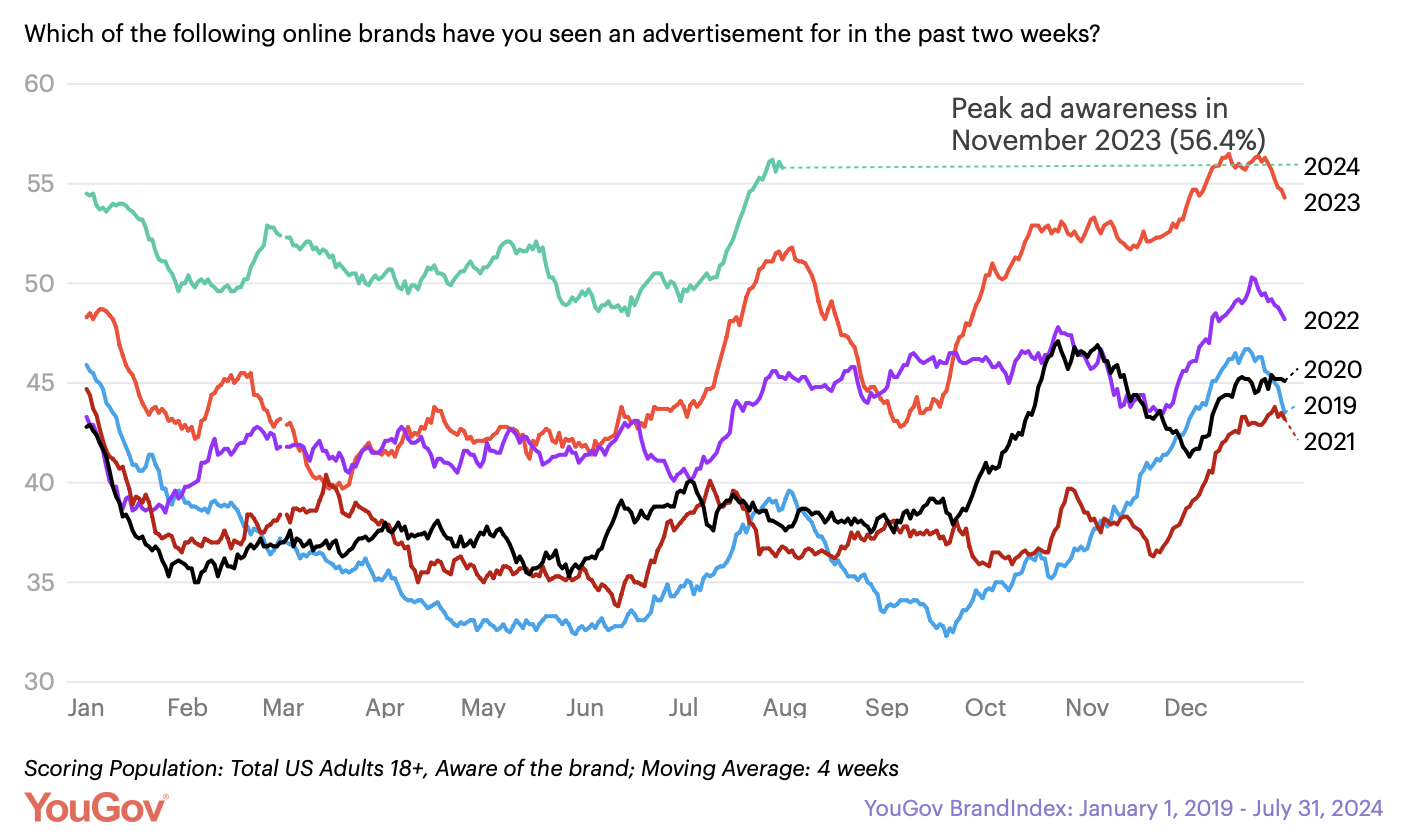 Which of the following online brands have you seen an advertisement for in the past two weeks?
60
Peak ad awareness in
November 2023 (56.4%)
2024
55
2023
50
2022
45
2020
2019
2021
40
35
30
Jan Feb Mar Apr May Jun Jul Aug Sep Oct Nov Dec
Scoring Population: Total US Adults 18+, Aware of the brand; Moving Average: 4 weeks
YouGov®
YouGov BrandIndex: January 1, 2019 - July 31, 2024